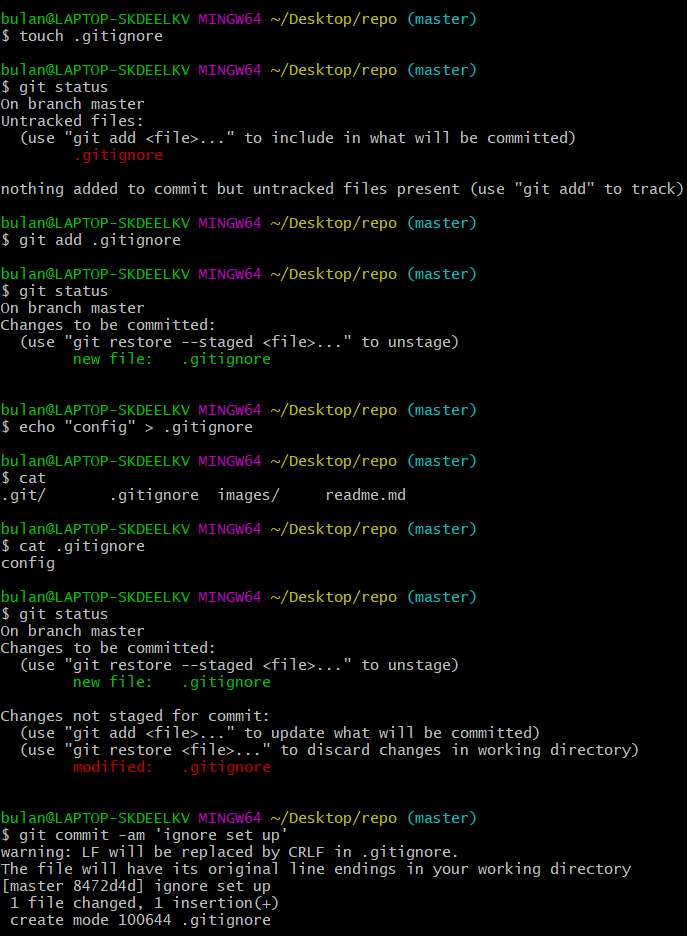 bulan@LAPTOP-SKDEELKV MINGW64 ~/Desktop/repo (master)
$ touch .gitignore
bulan@LAPTOP-SKDEELKV MINGW64 ~/Desktop/repo (master)
$ git status
On branch master
Untracked files:
  (use "git add <file>..." to include in what will be committed)
        .gitignore
nothing added to commit but untracked files present (use "git add" to track)
bulan@LAPTOP-SKDEELKV MINGW64 ~/Desktop/repo (master)
$ git add .gitignore
bulan@LAPTOP-SKDEELKV MINGW64 ~/Desktop/repo (master)
$ git status
On branch master
Changes to be committed:
  (use "git restore --staged <file>..." to unstage)
        new file:   .gitignore
bulan@LAPTOP-SKDEELKV MINGW64 ~/Desktop/repo (master)
$ echo "config" > .gitignore
bulan@LAPTOP-SKDEELKV MINGW64 ~/Desktop/repo (master)
$ cat
.git/       .gitignore  images/     readme.md
bulan@LAPTOP-SKDEELKV MINGW64 ~/Desktop/repo (master)
$ cat .gitignore
config
bulan@LAPTOP-SKDEELKV MINGW64 ~/Desktop/repo (master)
$ git status
On branch master
Changes to be committed:
  (use "git restore --staged <file>..." to unstage)
        new file:   .gitignore
Changes not staged for commit:
  (use "git add <file>..." to update what will be committed)
  (use "git restore <file>..." to discard changes in working directory)
        modified:   .gitignore
bulan@LAPTOP-SKDEELKV MINGW64 ~/Desktop/repo (master)
$ git commit -am 'ignore set up'
warning: LF will be replaced by CRLF in .gitignore.
The file will have its original line endings in your working directory
[master 8472d4d] ignore set up
 1 file changed, 1 insertion(+)
 create mode 100644 .gitignore